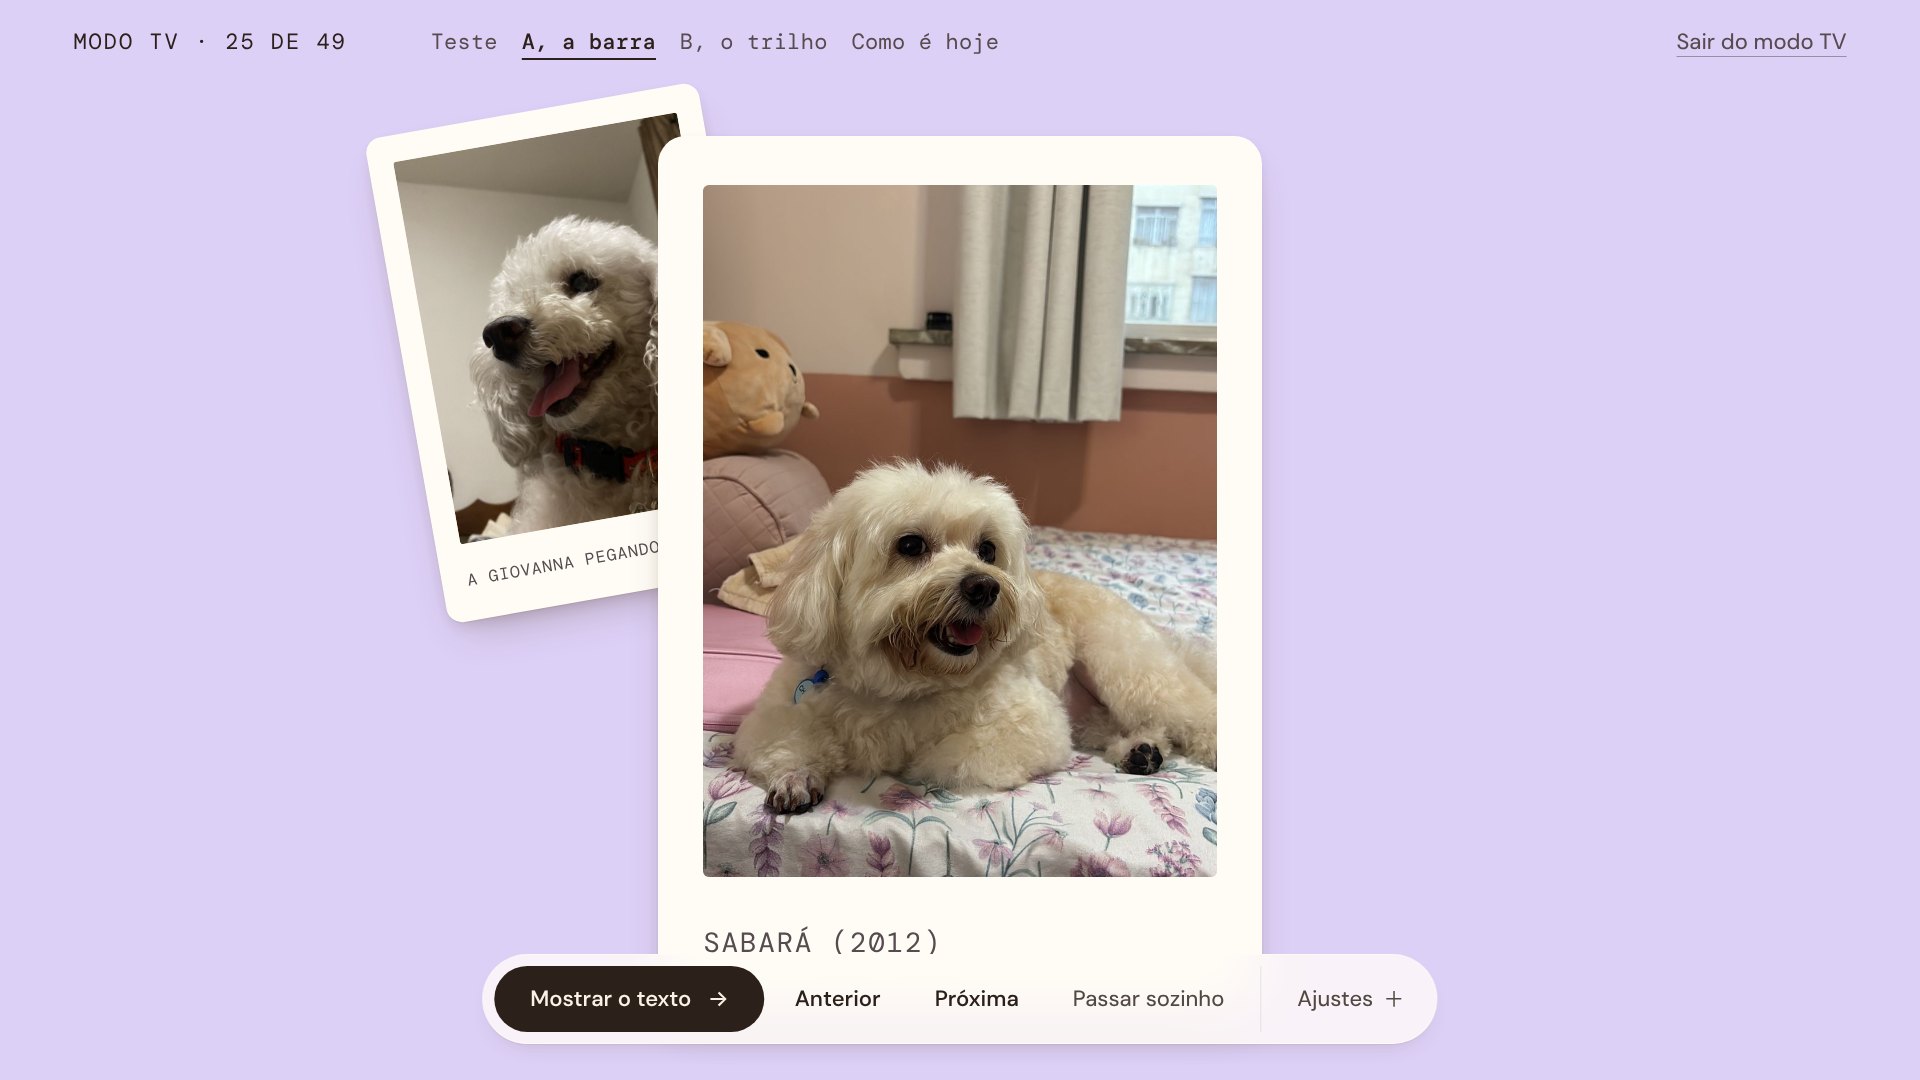 MODO TV · 25 DE 49
Teste A, a barra B, o trilho Como é hoje
Sair do modo TV
A GIOVANNA PEGANDO
SABARÁ (2012)
Mostrar o texto →
Anterior
Próxima
Passar sozinho
Ajustes +